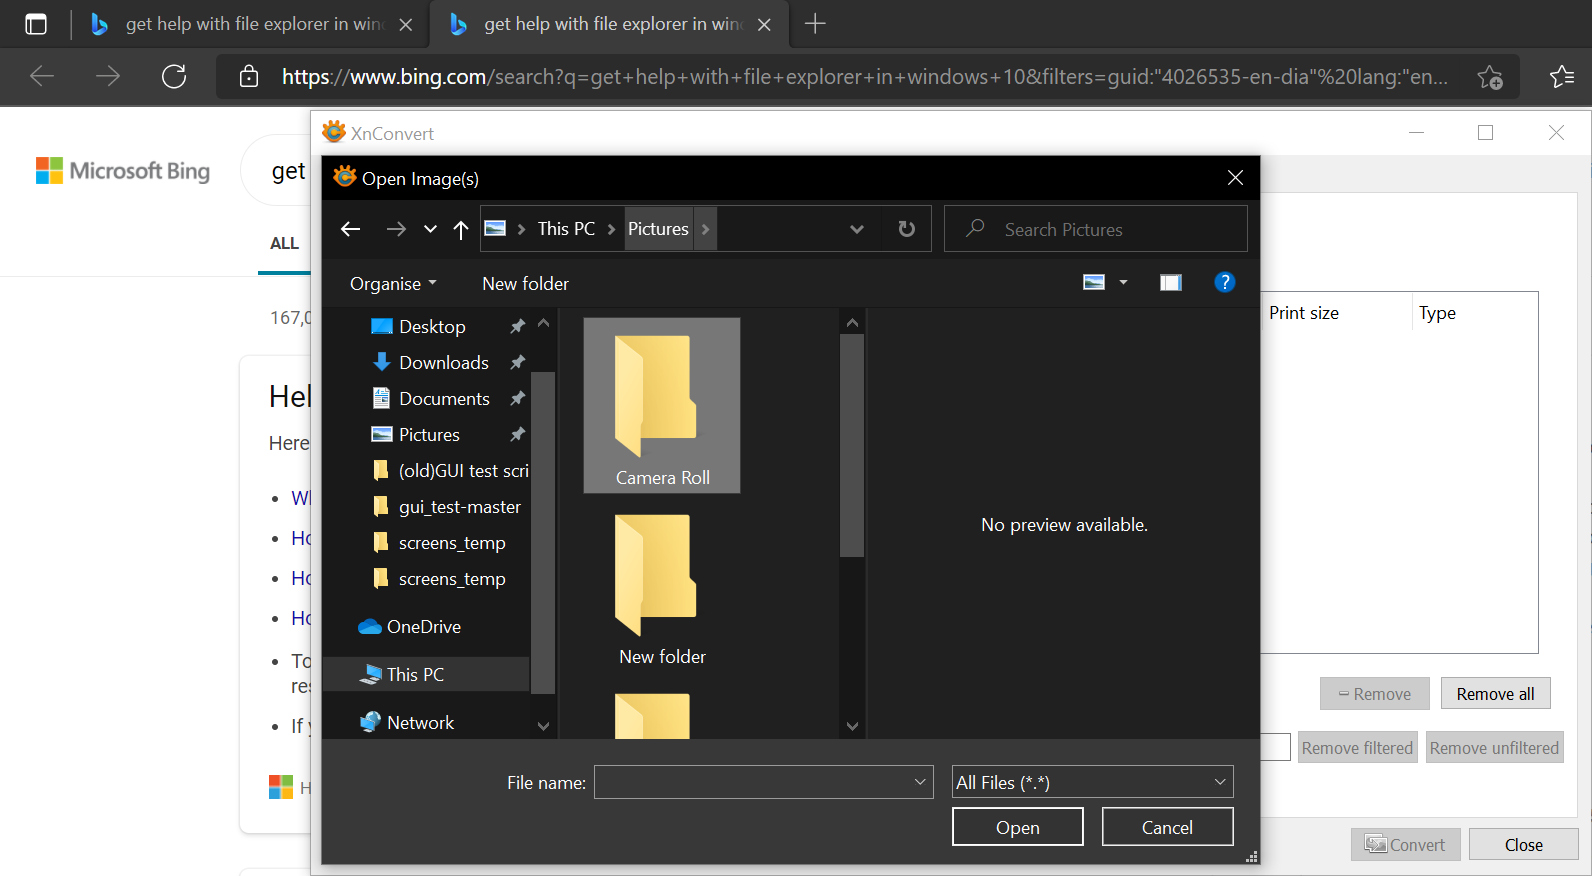 get help with file explorer in win
get help with file explorer in win
https://www.bing.com/search?q=get+help+with+file+explorer+in+windows+10&filters=guid:"4026535-en-dia"%20lang:"en...
Microsoft Bing
get
ALL
167,0
Hel
Here
Wh
Ho
Ho
Ho
To
res
If
H
XnConvert
Open Image(s)
This PC
Pictures
Search Pictures
Organise
New folder
Desktop
Downloads
Documents
Pictures
(old)GUI test scri
gui_test-master
screens_temp
screens_temp
OneDrive
This PC
Network
Camera Roll
New folder
No preview available.
File name:
All Files (*.*)
Open
Cancel
Print size
Type
Remove
Remove all
Remove filtered
Remove unfiltered
Convert
Close